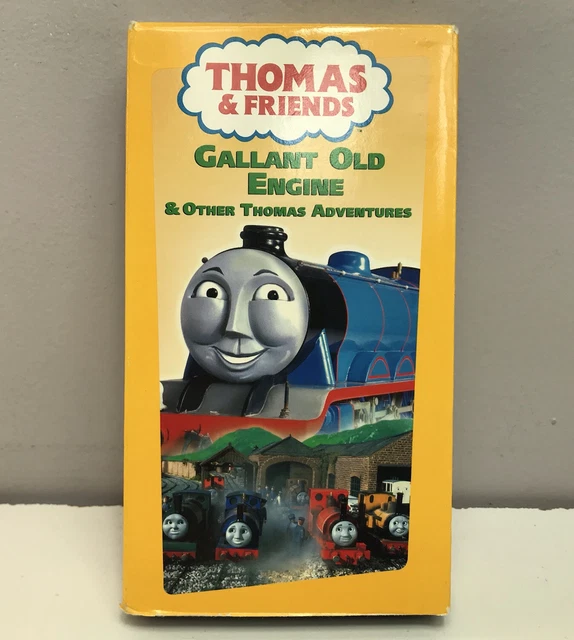 THOMAS
& FRIENDS
GALLANT OLD
ENGINE
& OTHER THOMAS ADVENTURES